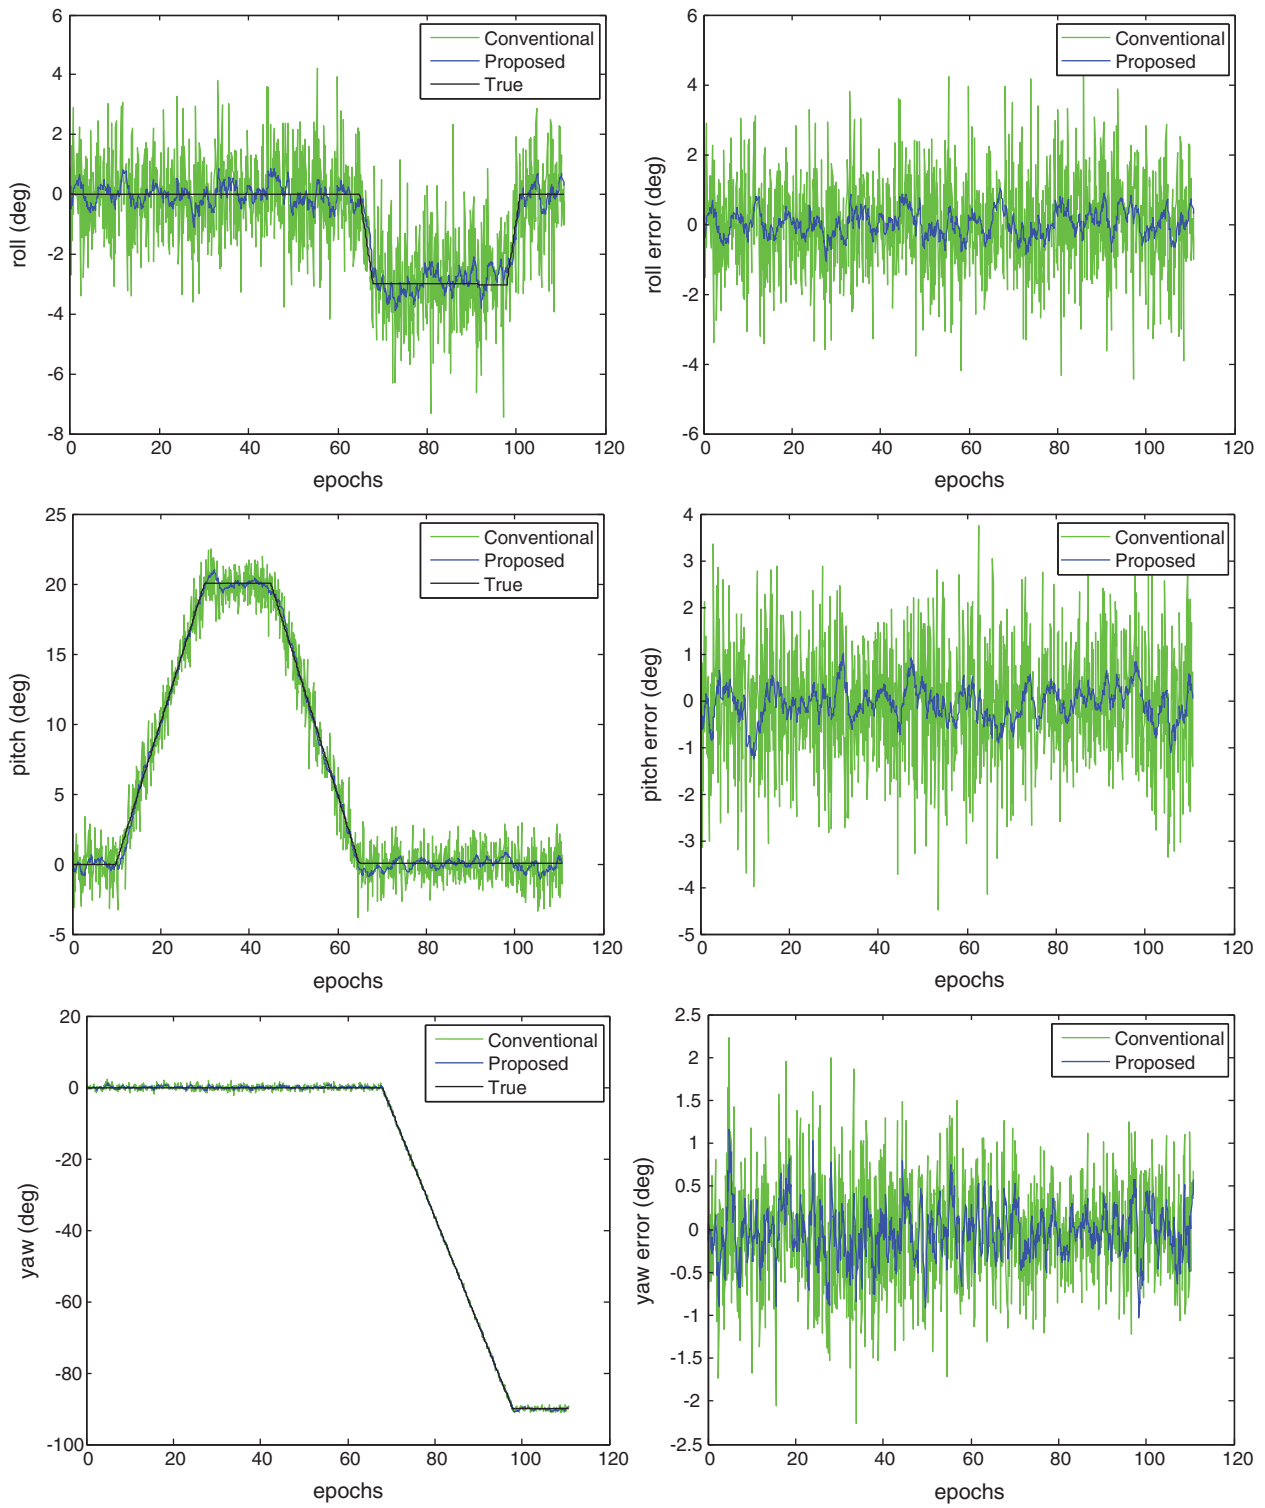 6
4
2
0
-2
-4
-6
-8
roll (deg)
0 20 40 60 80 100 120
epochs
Conventional
Proposed
True
6
4
2
0
-2
-4
-6
roll error (deg)
0 20 40 60 80 100 120
epochs
Conventional
Proposed
25
20
15
10
5
0
-5
pitch (deg)
0 20 40 60 80 100 120
epochs
Conventional
Proposed
True
4
3
2
1
0
-1
-2
-3
-4
-5
pitch error (deg)
0 20 40 60 80 100 120
epochs
Conventional
Proposed
20
0
-20
-40
-60
-80
-100
yaw (deg)
0 20 40 60 80 100 120
epochs
Conventional
Proposed
True
2.5
2
1.5
1
0.5
0
-0.5
-1
-1.5
-2
-2.5
yaw error (deg)
0 20 40 60 80 100 120
epochs
Conventional
Proposed